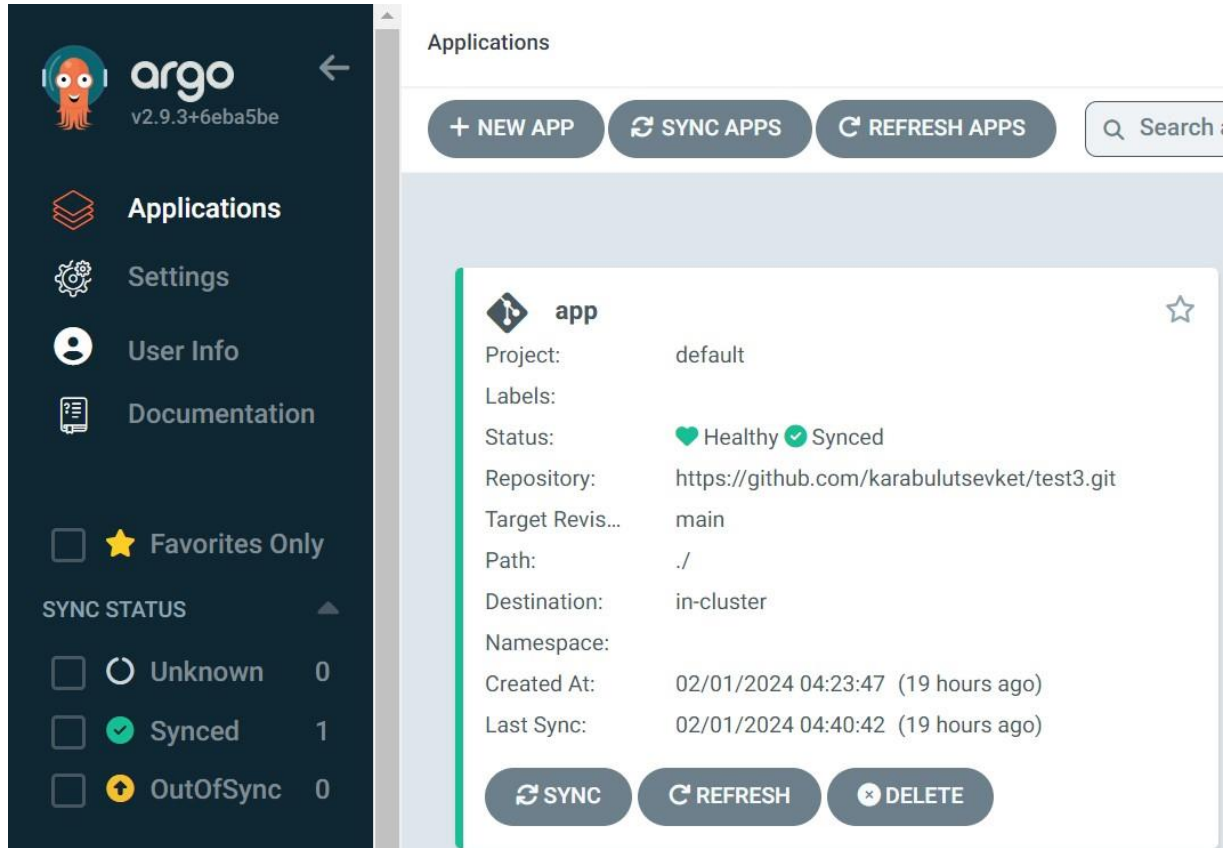 argo
v2.9.3+6eba5be
Applications
Settings
User Info
Documentation
Favorites Only
SYNC STATUS
Unknown 0
Synced 1
OutOfSync 0
Applications
+ NEW APP SYNC APPS REFRESH APPS Search
app
Project: default
Labels:
Status: Healthy Synced
Repository: https://github.com/karabulutsevket/test3.git
Target Revis... main
Path: ./
Destination: in-cluster
Namespace:
Created At: 02/01/2024 04:23:47 (19 hours ago)
Last Sync: 02/01/2024 04:40:42 (19 hours ago)
SYNC REFRESH DELETE